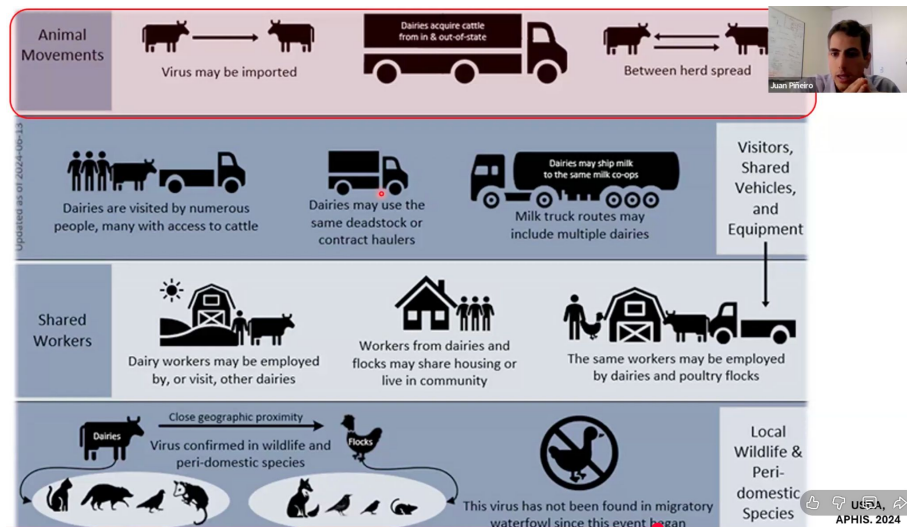 Animal
Movements
Virus may be imported
Dairies acquire cattle
from in & out-of-state
Between herd spread
Juan Piñeiro
Updated as of 2024-06-13
Dairies are visited by numerous
people, many with access to cattle
Dairies may use the
same deadstock or
contract haulers
Dairies may ship milk
to the same milk co-ops
Milk truck routes may
include multiple dairies
Visitors,
Shared
Vehicles,
and
Equipment
Shared
Workers
Dairy workers may be employed
by, or visit, other dairies
Workers from dairies and
flocks may share housing or
live in community
The same workers may be employed
by dairies and poultry flocks
Dairies
Close geographic proximity
Virus confirmed in wildlife and
peri-domestic species
Flocks
This virus has not been found in migratory
waterfowl since this event began
Local
Wildlife &
Peri-
domestic
Species
USDA,
APHIS. 2024